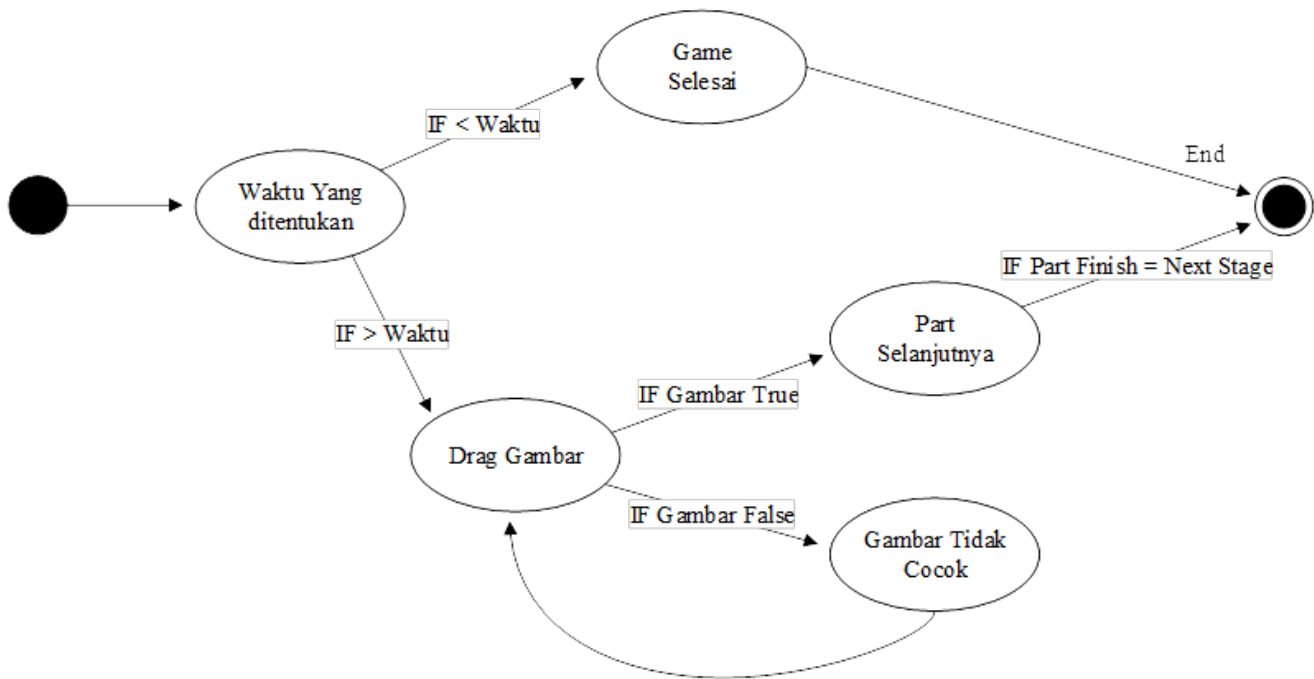 Game
Selesai
IF < Waktu
End
Waktu Yang
ditentukan
IF Part Finish = Next Stage
IF > Waktu
Part
Selanjutnya
IF Gambar True
Drag Gambar
IF Gambar False
Gambar Tidak
Cocok